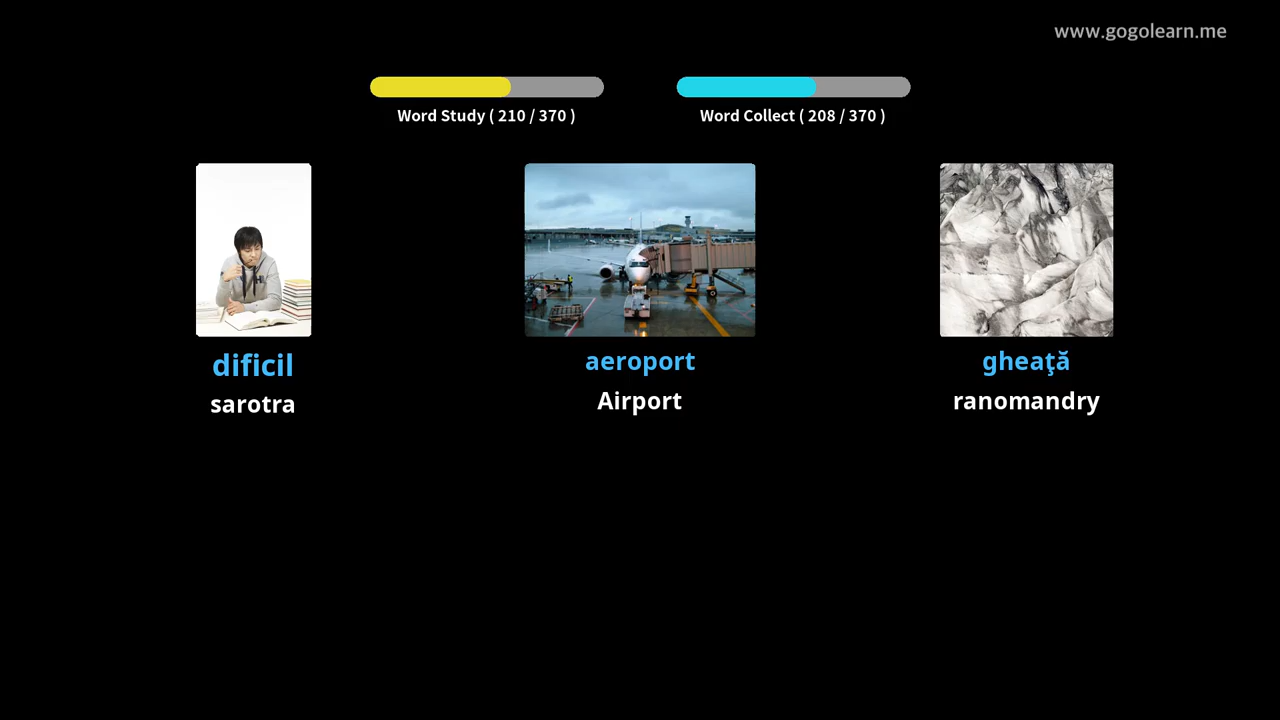 www.gogolearn.me
Word Study ( 210 / 370 )
Word Collect ( 208 / 370 )
dificil
sarotra
aeroport
Airport
gheaţă
ranomandry